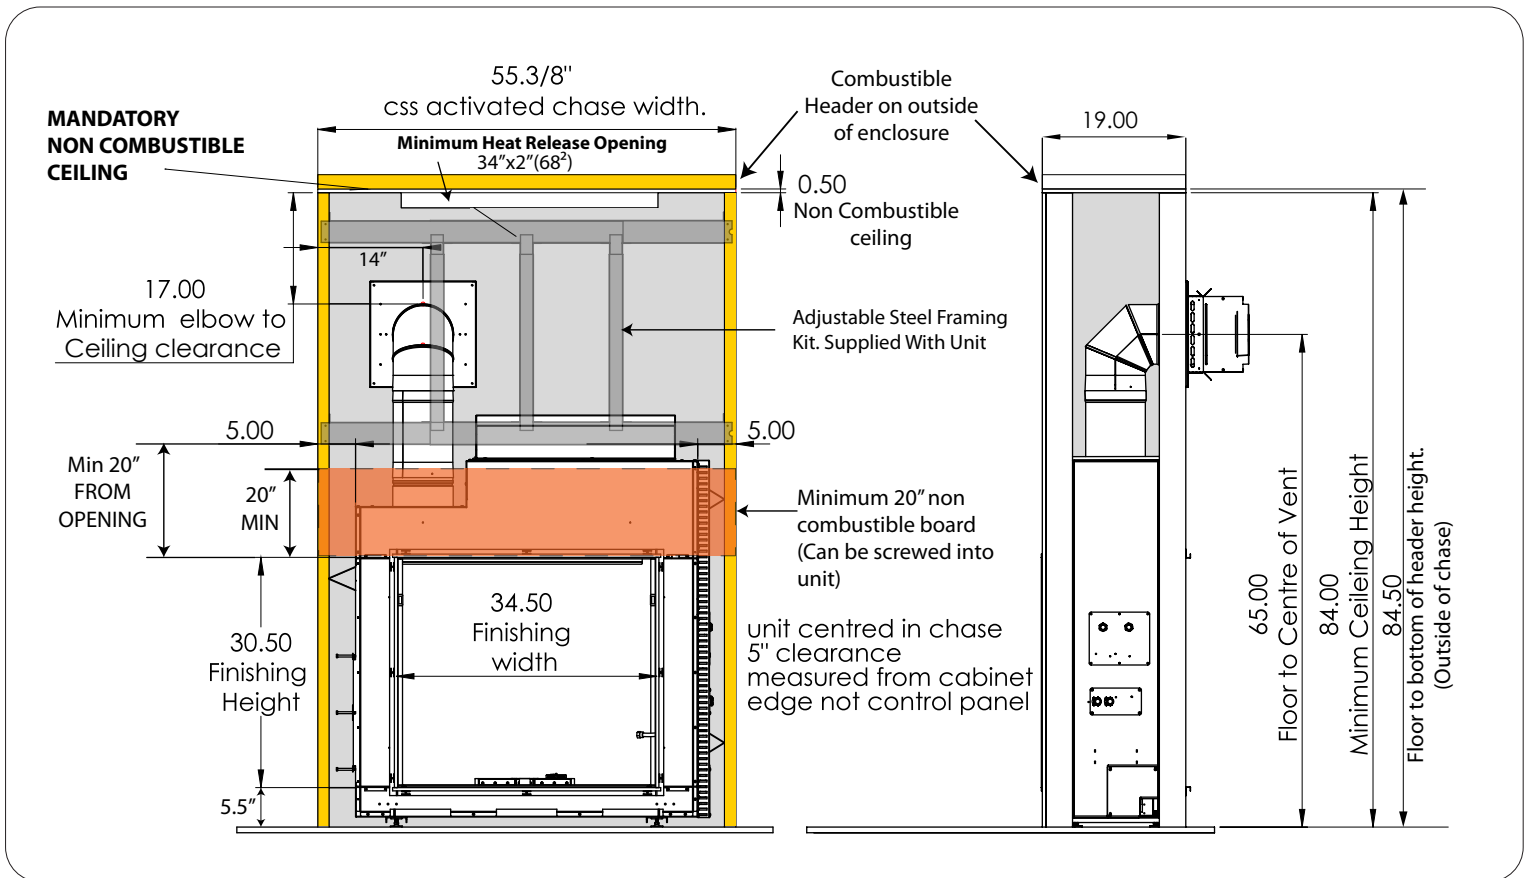 55.3/8"
css activated chase width.
MANDATORY
NON COMBUSTIBLE
CEILING
Minimum Heat Release Opening
34”x2”(68²)
Combustible
Header on outside
of enclosure
19.00
0.50
Non Combustible
ceiling
14”
17.00
Minimum elbow to
Ceiling clearance
Adjustable Steel Framing
Kit. Supplied With Unit
5.00
5.00
Min 20”
FROM
OPENING
20”
MIN
Minimum 20” non
combustible board
(Can be screwed into
unit)
34.50
Finishing
width
30.50
Finishing
Height
unit centred in chase
5" clearance
measured from cabinet
edge not control panel
5.5”
65.00
Floor to Centre of Vent
84.00
Minimum Ceileing Height
84.50
Floor to bottom of header height.
(Outside of chase)